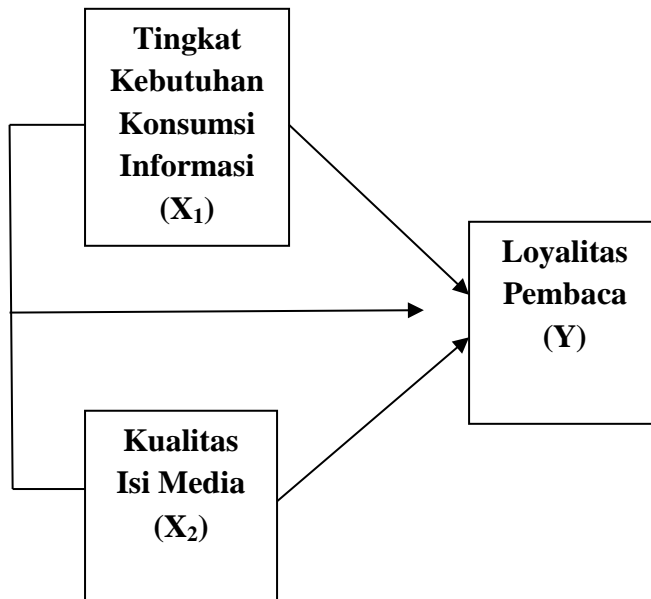 Tingkat
Kebutuhan
Konsumsi
Informasi
(X₁)
Loyalitas
Pembaca
(Y)
Kualitas
Isi Media
(X₂)